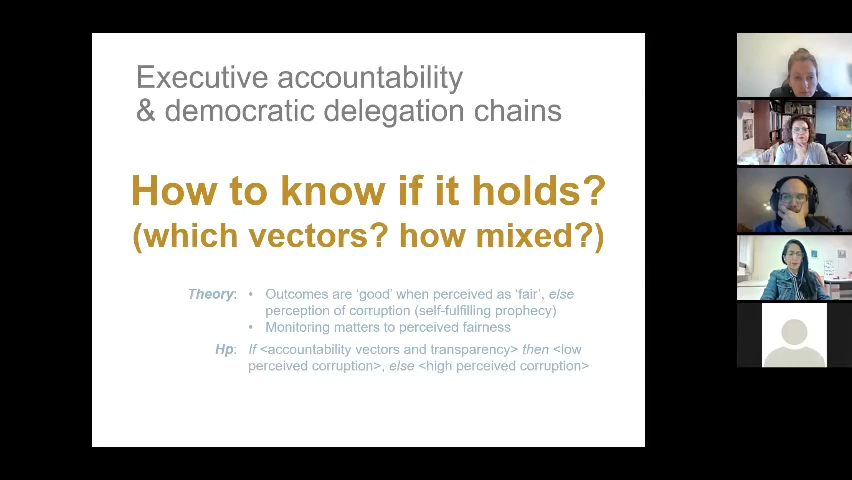 Executive accountability
& democratic delegation chains
How to know if it holds?
(which vectors? how mixed?)
Theory: • Outcomes are ‘good’ when perceived as ‘fair’, else
perception of corruption (self-fulfilling prophecy)
• Monitoring matters to perceived fairness
Hp: If <accountability vectors and transparency> then <low
perceived corruption>, else <high perceived corruption>